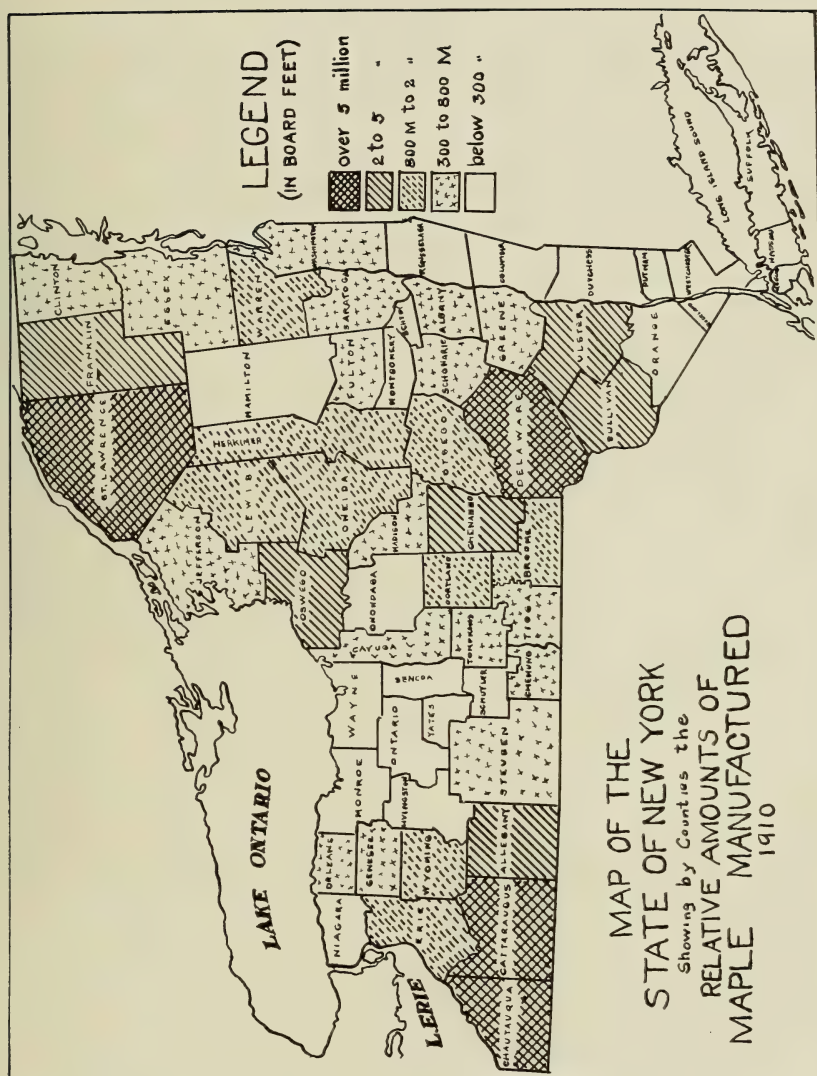 MAP OF THE
STATE OF NEW YORK
Showing by Counties the
RELATIVE AMOUNTS OF
MAPLE MANUFACTURED
1910
LEGEND
(IN BOARD FEET)
over 5 million
2 to 5 "
800 M to 2 "
300 to 800 M
below 300 "
LAKE ONTARIO
L.ERIE
LONG ISLAND SOUND
CLINTON
FRANKLIN
ST. LAWRENCE
ESSEX
JEFFERSON
LEWIS
HERKIMER
HAMILTON
WARREN
WASHINGTON
OSWEGO
ONEIDA
FUTON
SARATOGA
MONTGOMERY
NIAGARA
ORLEANS
MONROE
WAYNE
CAYUGA
ONONDAGA
MADISON
OTSEGO
SCHOHARIE
ALBANY
RENSSELAER
GENESEE
ERIE
WYOMING
LIVINGSTON
ONTARIO
YATES
SENCOA
CORTLAND
CHENANGO
DELAWARE
GREENE
COLUMBIA
CHAUTAUQUA
CATTARAUGUS
ALLEGANY
STEUBEN
SCHUYLER
TOMPKINS
CHEMUNG
TIOGA
BROOME
SULLIVAN
ULSTER
DUTCHESS
ORANGE
PUTNAM
WESTCHESTER
NASSAU
SUFFOLK